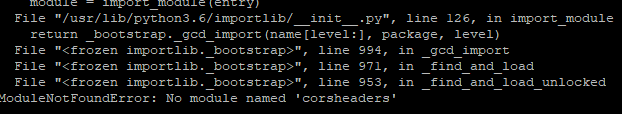 module = import_module(entry)
File "/usr/lib/python3.6/importlib/__init__.py", line 126, in import_module
return _bootstrap._gcd_import(name[level:], package, level)
File "<frozen importlib._bootstrap>", line 994, in _gcd_import
File "<frozen importlib._bootstrap>", line 971, in _find_and_load
File "<frozen importlib._bootstrap>", line 953, in _find_and_load_unlocked
ModuleNotFoundError: No module named 'corsheaders'